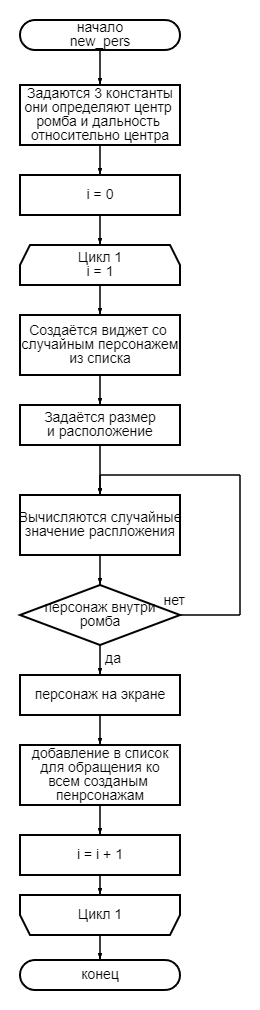 начало
new_pers
Задаются 3 константы
они определяют центр
ромба и дальность
относительно центра
i = 0
Цикл 1
i = 1
Создаётся виджет со
случайным персонажем
из списка
Задаётся размер
и расположение
Вычисляются случайные
значение распложения
персонаж внутри
ромба
нет
да
персонаж на экране
добавление в список
для обращения ко
всем созданым
пенрсонажам
i = i + 1
Цикл 1
конец